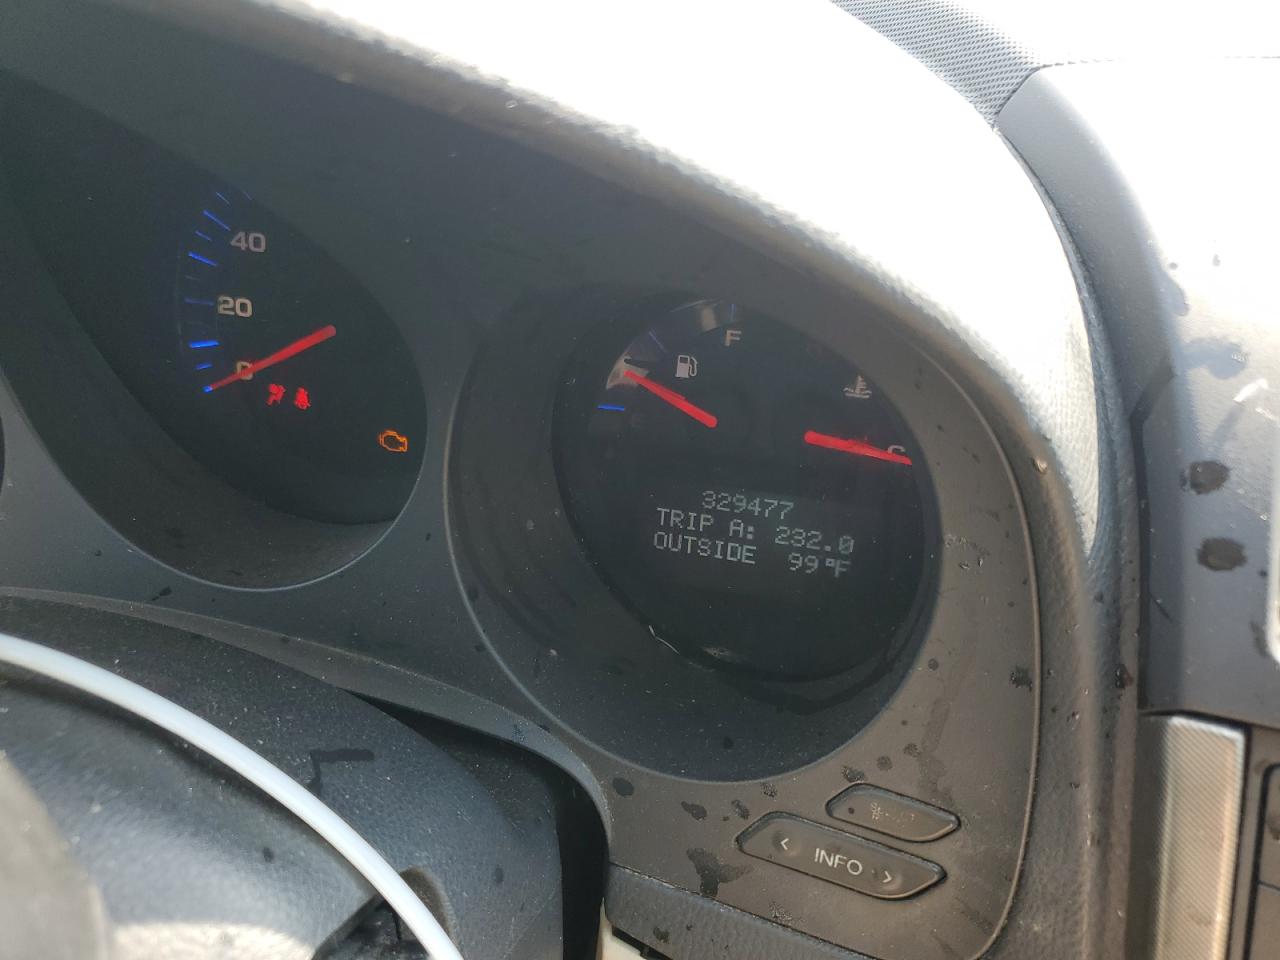 40
20
0
F
C
329477
TRIP A: 232.0
OUTSIDE 99°F
< INFO >